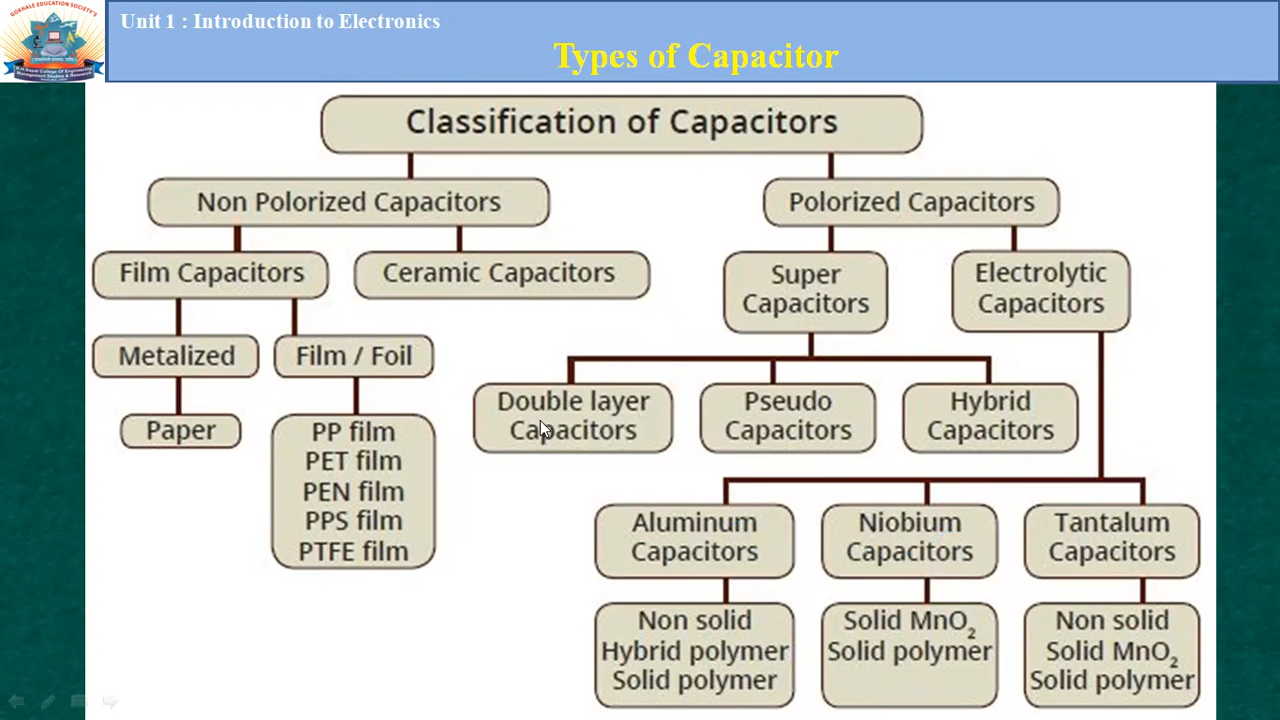 GOKHALE EDUCATION SOCIETY'S
Unit 1 : Introduction to Electronics
Types of Capacitor
Classification of Capacitors
Non Polorized Capacitors
Polorized Capacitors
Film Capacitors
Ceramic Capacitors
Super
Capacitors
Electrolytic
Capacitors
Metalized
Film / Foil
Paper
PP film
PET film
PEN film
PPS film
PTFE film
Double layer
Capacitors
Pseudo
Capacitors
Hybrid
Capacitors
Aluminum
Capacitors
Niobium
Capacitors
Tantalum
Capacitors
Non solid
Hybrid polymer
Solid polymer
Solid MnO₂
Solid polymer
Non solid
Solid MnO₂
Solid polymer